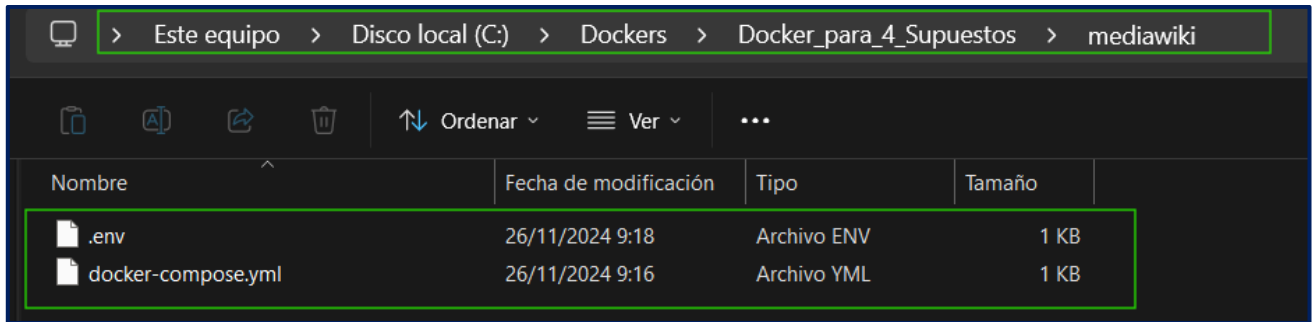 Este equipo > Disco local (C:) > Dockers > Docker_para_4_Supuestos > mediawiki
Ordenar Ver
Nombre Fecha de modificación Tipo Tamaño
.env 26/11/2024 9:18 Archivo ENV 1 KB
docker-compose.yml 26/11/2024 9:16 Archivo YML 1 KB